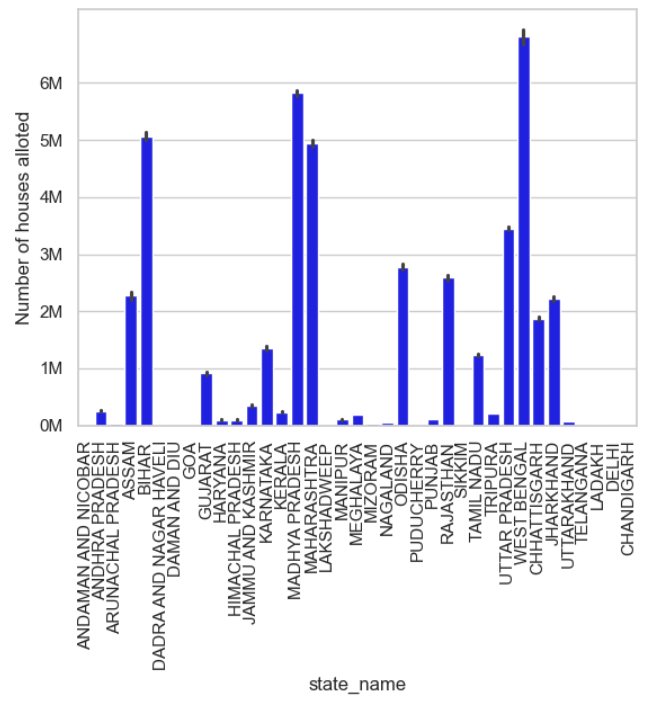 Number of houses alloted
6M
5M
4M
3M
2M
1M
0M
ANDAMAN AND NICOBAR
ANDHRA PRADESH
ARUNACHAL PRADESH
ASSAM
BIHAR
DADRA AND NAGAR HAVELI
DAMAN AND DIU
GOA
GUJARAT
HARYANA
HIMACHAL PRADESH
JAMMU AND KASHMIR
KARNATAKA
KERALA
MADHYA PRADESH
MAHARASHTRA
LAKSHADWEEP
MANIPUR
MEGHALAYA
MIZORAM
NAGALAND
ODISHA
PUDUCHERRY
PUNJAB
RAJASTHAN
SIKKIM
TAMIL NADU
TRIPURA
UTTAR PRADESH
WEST BENGAL
CHHATTISGARH
JHARKHAND
UTTARAKHAND
TELANGANA
LADAKH
DELHI
CHANDIGARH
state_name